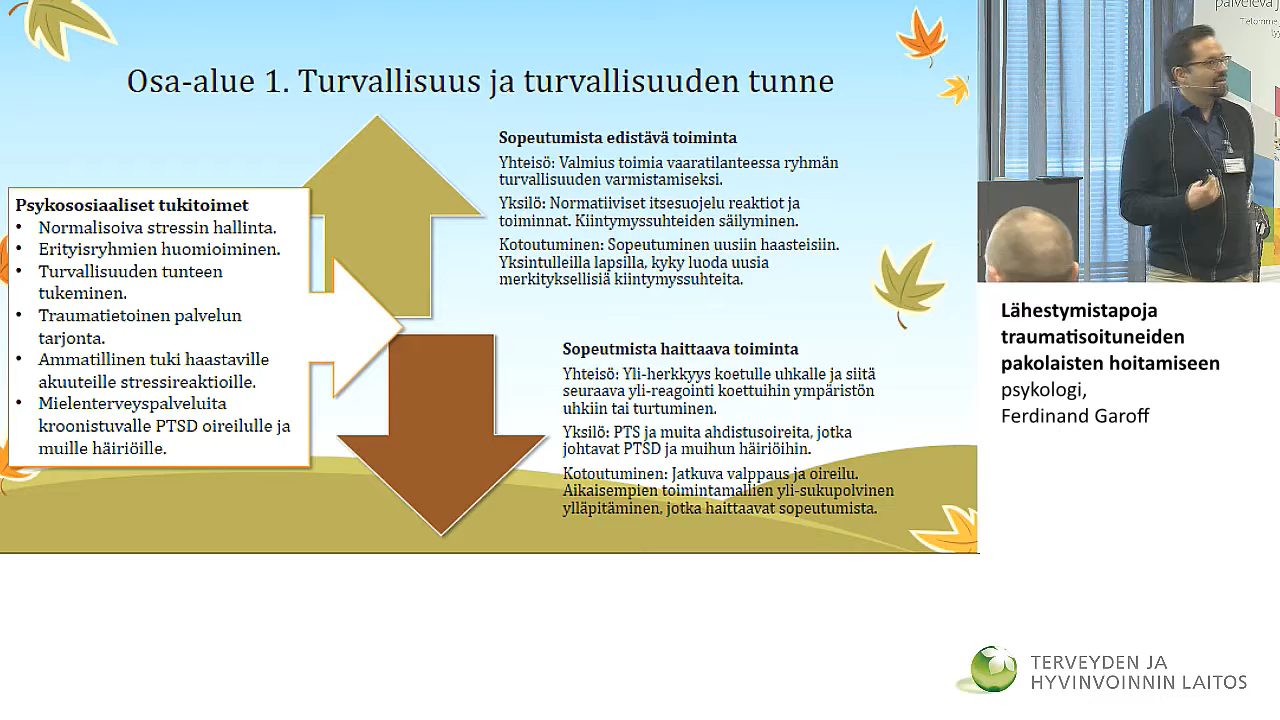 Osa-alue 1. Turvallisuus ja turvallisuuden tunne
Psykososiaaliset tukitoimet
• Normalisoiva stressin hallinta.
• Erityisryhmien huomioiminen.
• Turvallisuuden tunteen
tukeminen.
• Traumatietoinen palvelun
tarjonta.
• Ammatillinen tuki haastaville
akuuteille stressireaktioille.
• Mielenterveyspalveluita
kroonistuvalle PTSD oireilulle ja
muille häiriöille.
Sopeutumista edistävä toiminta
Yhteisö: Valmius toimia vaaratilanteessa ryhmän
turvallisuuden varmistamiseksi.
Yksilö: Normatiiviset itsesuojelu reaktiot ja
toiminnat. Kiintymyssuhteiden säilyminen.
Kotoutuminen: Sopeutuminen uusiin haasteisiin.
Yksintulleilla lapsilla, kyky luoda uusia
merkityksellisiä kiintymyssuhteita.
Sopeutmista haittaava toiminta
Yhteisö: Yli-herkkyys koetulle uhkalle ja siitä
seuraava yli-reagointi koettuihin ympäristön
uhkiin tai turtuminen.
Yksilö: PTS ja muita ahdistusoireita, jotka
johtavat PTSD ja muihun häiriöihin.
Kotoutuminen: Jatkuva valppaus ja oireilu.
Aikaisempien toimintamallien yli-sukupolvinen
ylläpitäminen, jotka haittaavat sopeutumista.
palveleva j
Lähestymistapoja
traumatisoituneiden
pakolaisten hoitamiseen
psykologi,
Ferdinand Garoff
TERVEYDEN JA
HYVINVOINNIN LAITOS